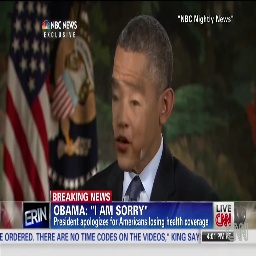 NBC NEWS
EXCLUSIVE
"NBC Nightly News"
BREAKING NEWS
ERIN
OBAMA: "I AM SORRY"
President apologizes for Americans losing health coverage
LIVE
CNN
E ORDERED. THERE ARE NO TIME CODES ON THE VIDEOS," KING SAY
CNN